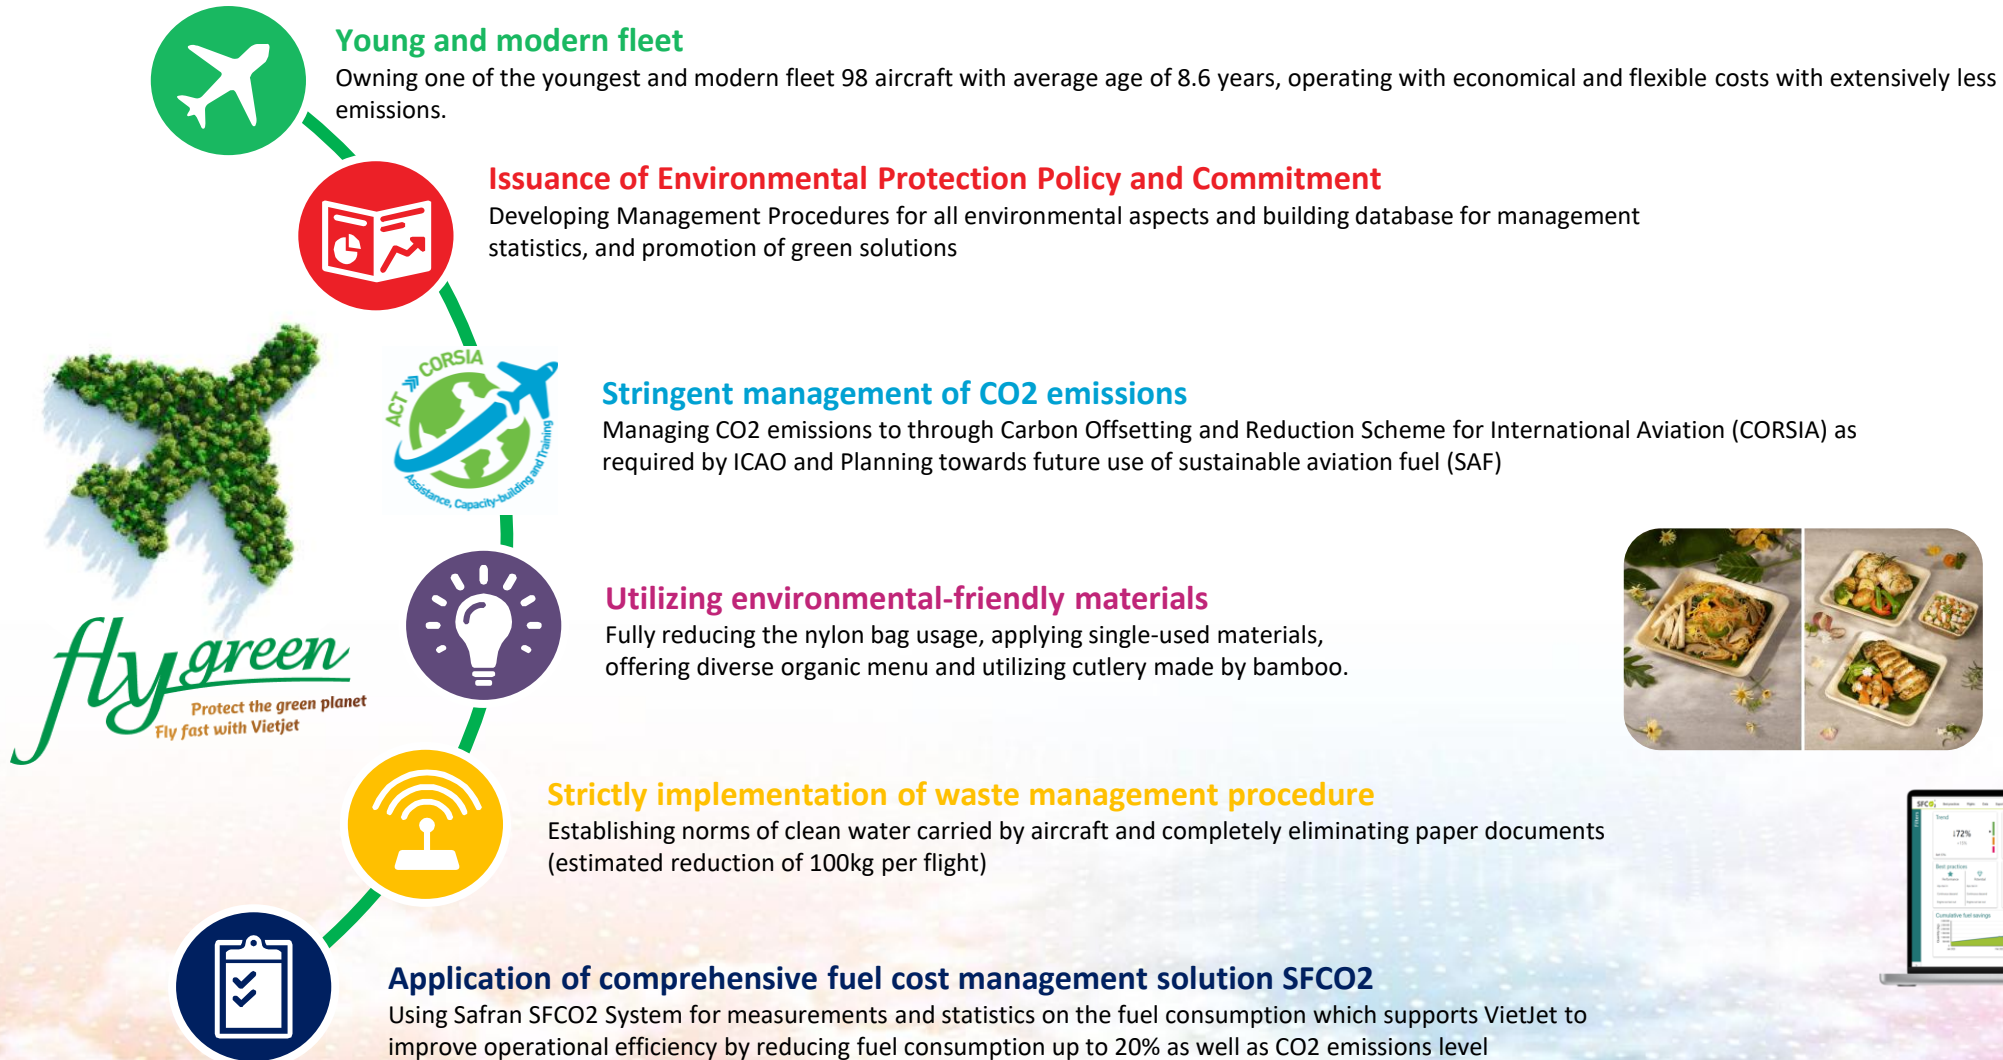 Young and modern fleet
Owning one of the youngest and modern fleet 98 aircraft with average age of 8.6 years, operating with economical and flexible costs with extensively less
emissions.
Issuance of Environmental Protection Policy and Commitment
Developing Management Procedures for all environmental aspects and building database for management
statistics, and promotion of green solutions
ACT CORSIA
Assistance, Capacity-building and Training
Stringent management of CO2 emissions
Managing CO2 emissions to through Carbon Offsetting and Reduction Scheme for International Aviation (CORSIA) as
required by ICAO and Planning towards future use of sustainable aviation fuel (SAF)
fly green
Protect the green planet
Fly fast with Vietjet
Utilizing environmental-friendly materials
Fully reducing the nylon bag usage, applying single-used materials,
offering diverse organic menu and utilizing cutlery made by bamboo.
Strictly implementation of waste management procedure
Establishing norms of clean water carried by aircraft and completely eliminating paper documents
(estimated reduction of 100kg per flight)
SFCO2
Trend
↓72%
Best practices
Cumulative fuel savings
Application of comprehensive fuel cost management solution SFCO2
Using Safran SFCO2 System for measurements and statistics on the fuel consumption which supports VietJet to
improve operational efficiency by reducing fuel consumption up to 20% as well as CO2 emissions level